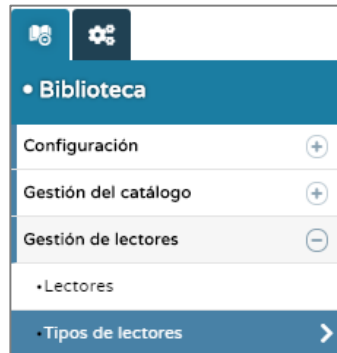 • Biblioteca
Configuración
Gestión del catálogo
Gestión de lectores
•Lectores
•Tipos de lectores